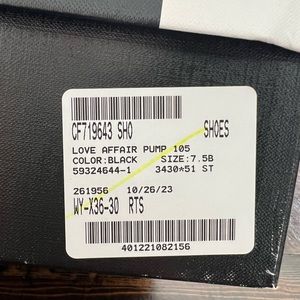 CF719643 SHO SHOES
LOVE AFFAIR PUMP 105
COLOR:BLACK SIZE:7.5B
59324644-1 3430*51 ST
261956 10/26/23
WY-X36-30 RTS
401221082156